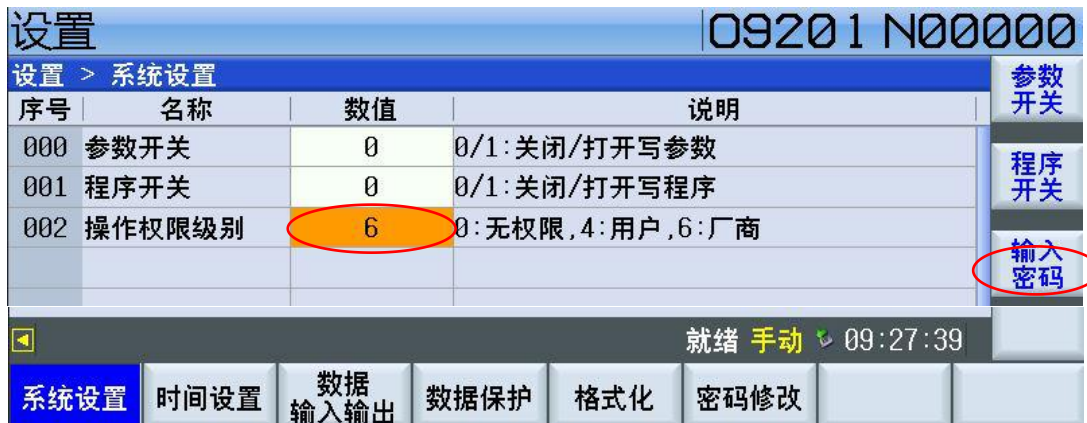 设置 O9201 N00000
设置 > 系统设置
序号 名称 数值 说明
000 参数开关 0 0/1:关闭/打开写参数
001 程序开关 0 0/1:关闭/打开写程序
002 操作权限级别 6 0:无权限,4:用户,6:厂商
参数
开关
程序
开关
输入
密码
就绪 手动 09:27:39
系统设置 时间设置 数据 数据保护 格式化 密码修改
输入输出